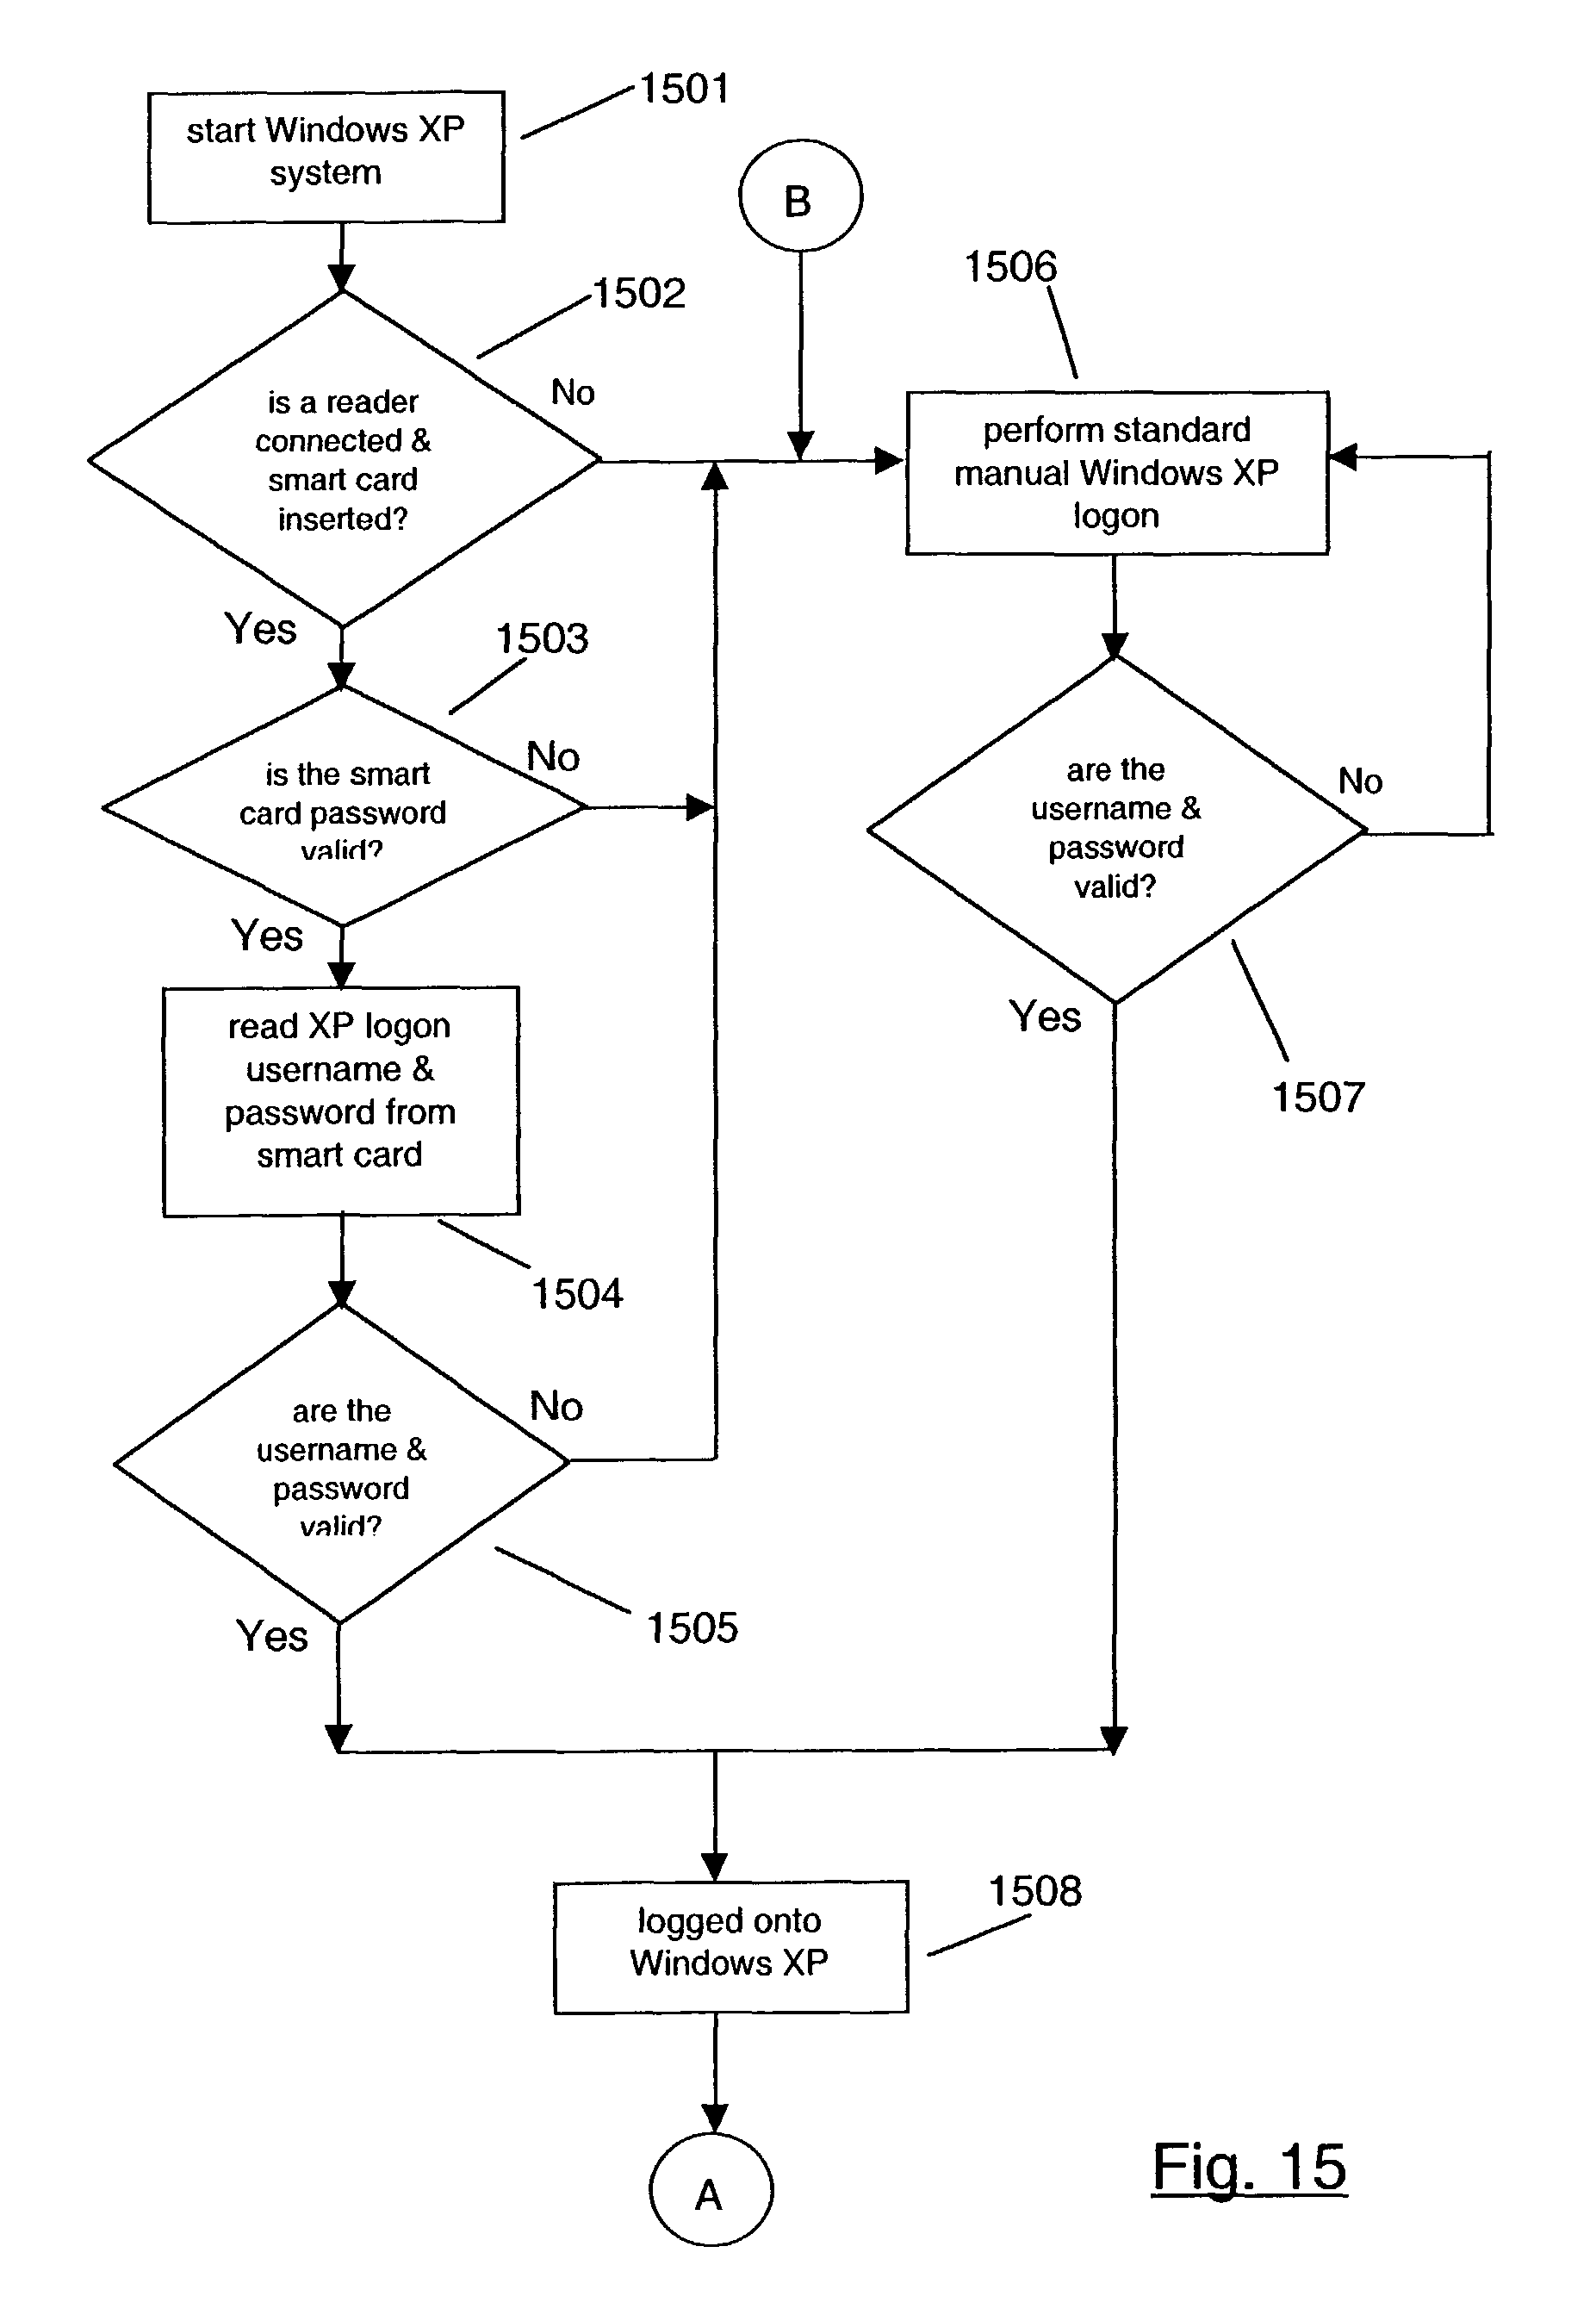 1501
start Windows XP
system
B
1502
1506
No
is a reader
connected &
smart card
inserted?
perform standard
manual Windows XP
logon
Yes
1503
No
is the smart
card password
valid?
are the
username &
password
valid?
No
Yes
read XP logon
username &
password from
smart card
Yes
1507
1504
are the
username &
password
valid?
No
1505
Yes
1508
logged onto
Windows XP
A
Fig. 15